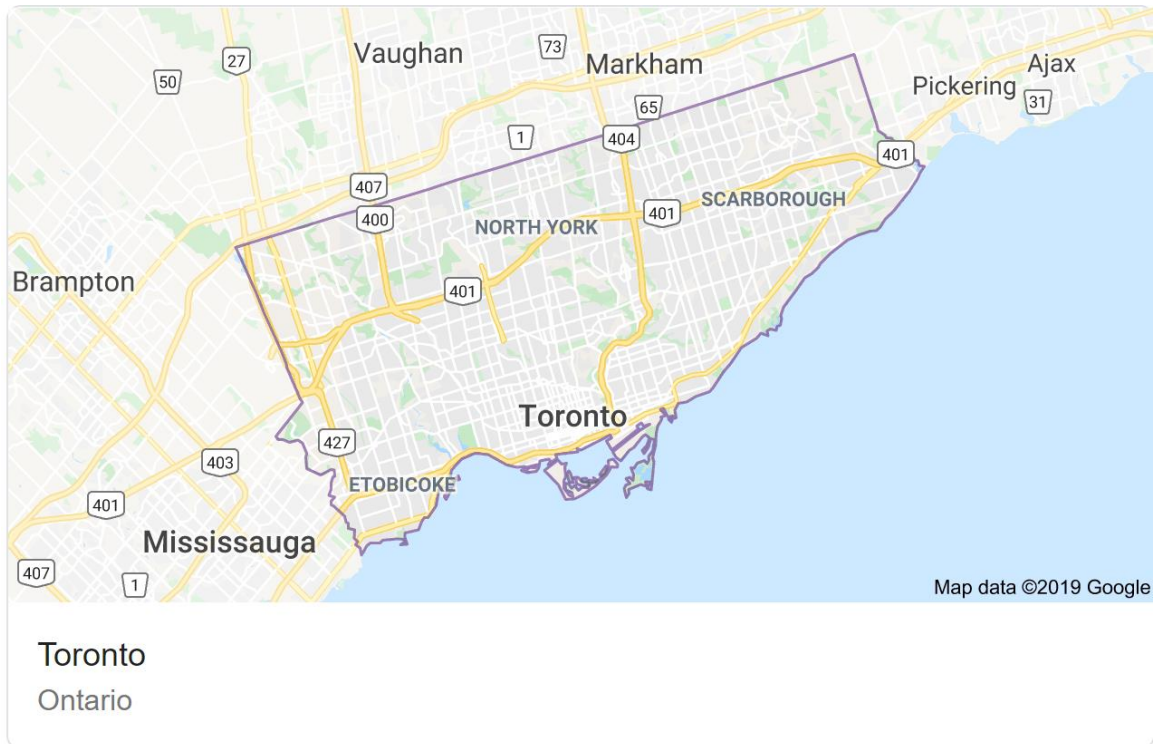 73
27
Vaughan
Markham
Ajax
50
Pickering
31
65
1
404
401
407
400
SCARBOROUGH
401
NORTH YORK
Brampton
401
Toronto
427
403
ETOBICOKE
401
Mississauga
407
1
Map data ©2019 Google
Toronto
Ontario